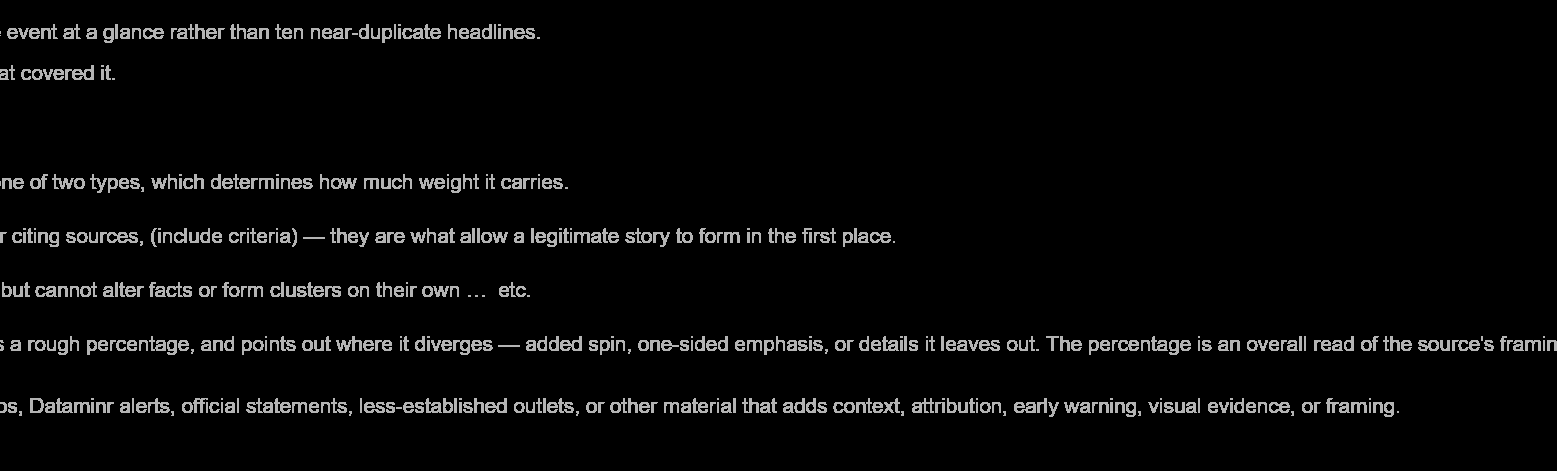 event at a glance rather than ten near-duplicate headlines.
at covered it.
ne of two types, which determines how much weight it carries.
r citing sources, (include criteria) — they are what allow a legitimate story to form in the first place.
but cannot alter facts or form clusters on their own … etc.
s a rough percentage, and points out where it diverges — added spin, one-sided emphasis, or details it leaves out. The percentage is an overall read of the source's framin
os, Dataminr alerts, official statements, less-established outlets, or other material that adds context, attribution, early warning, visual evidence, or framing.